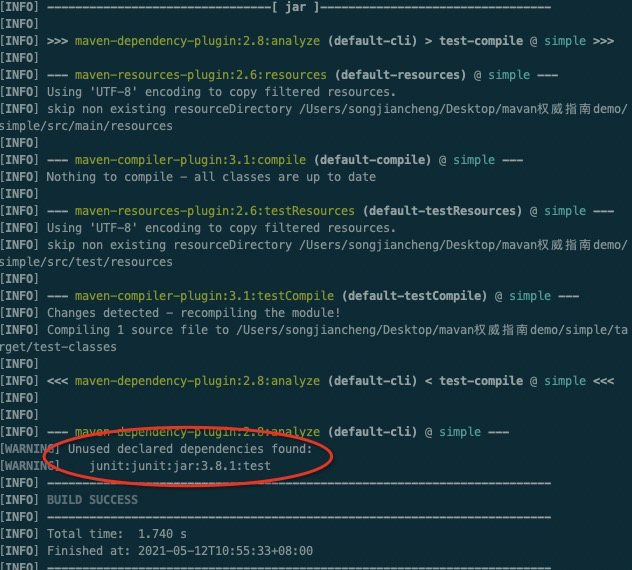 [INFO] --------------------------------[ jar ]---------------------------------
[INFO]
[INFO] >>> maven-dependency-plugin:2.8:analyze (default-cli) > test-compile @ simple >>>
[INFO]
[INFO] --- maven-resources-plugin:2.6:resources (default-resources) @ simple ---
[INFO] Using 'UTF-8' encoding to copy filtered resources.
[INFO] skip non existing resourceDirectory /Users/songjiancheng/Desktop/mavan权威指南demo/
simple/src/main/resources
[INFO]
[INFO] --- maven-compiler-plugin:3.1:compile (default-compile) @ simple ---
[INFO] Nothing to compile - all classes are up to date
[INFO]
[INFO] --- maven-resources-plugin:2.6:testResources (default-testResources) @ simple ---
[INFO] Using 'UTF-8' encoding to copy filtered resources.
[INFO] skip non existing resourceDirectory /Users/songjiancheng/Desktop/mavan权威指南demo/
simple/src/test/resources
[INFO]
[INFO] --- maven-compiler-plugin:3.1:testCompile (default-testCompile) @ simple ---
[INFO] Changes detected - recompiling the module!
[INFO] Compiling 1 source file to /Users/songjiancheng/Desktop/mavan权威指南demo/simple/ta
rget/test-classes
[INFO]
[INFO] <<< maven-dependency-plugin:2.8:analyze (default-cli) < test-compile @ simple <<<
[INFO]
[INFO]
[INFO] --- maven-dependency-plugin:2.8:analyze (default-cli) @ simple ---
[WARNING] Unused declared dependencies found:
[WARNING]    junit:junit:jar:3.8.1:test
[INFO] ------------------------------------------------------------------------
[INFO] BUILD SUCCESS
[INFO] ------------------------------------------------------------------------
[INFO] Total time:  1.740 s
[INFO] Finished at: 2021-05-12T10:55:33+08:00
[INFO] ------------------------------------------------------------------------